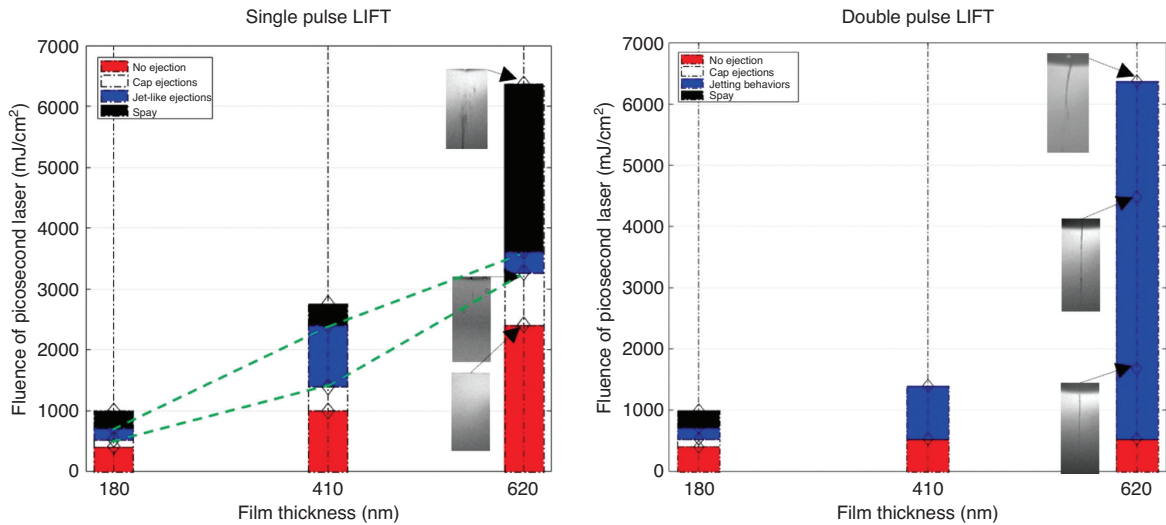 Single pulse LIFT
7000
6000
5000
4000
3000
2000
1000
0
Fluence of picosecond laser (mJ/cm²)
No ejection
Cap ejections
Jet-like ejections
Spay
180
410
620
Film thickness (nm)
Double pulse LIFT
7000
6000
5000
4000
3000
2000
1000
0
Fluence of picosecond laser (mJ/cm²)
No ejection
Cap ejections
Jetting behaviors
Spay
180
410
620
Film thickness (nm)